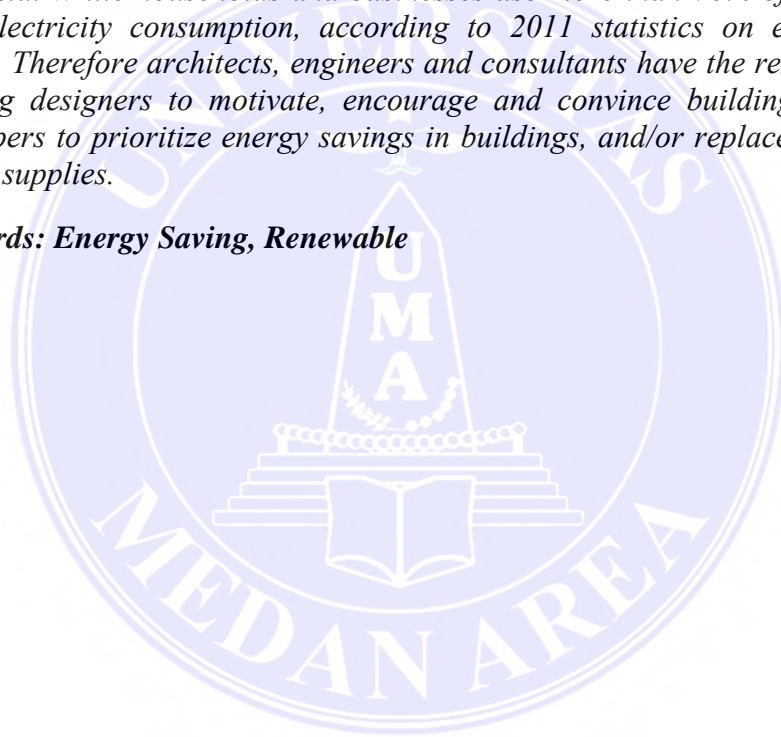 lectricity consumption, according to 2011 statistics on e
Therefore architects, engineers and consultants have the re
g designers to motivate, encourage and convince building
pers to prioritize energy savings in buildings, and/or replace
supplies.
rds: Energy Saving, Renewable
UNIVERSITAS
U
M
A
MEDAN AREA